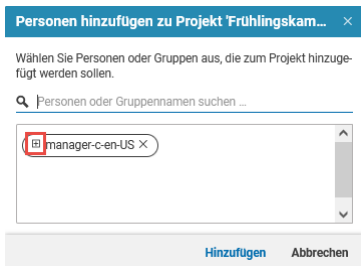 Personen hinzufügen zu Projekt 'Frühlingskam...
Wählen Sie Personen oder Gruppen aus, die zum Projekt hinzuge-
fügt werden sollen.
Personen oder Gruppennamen suchen ...
manager-c-en-US
Hinzufügen Abbrechen